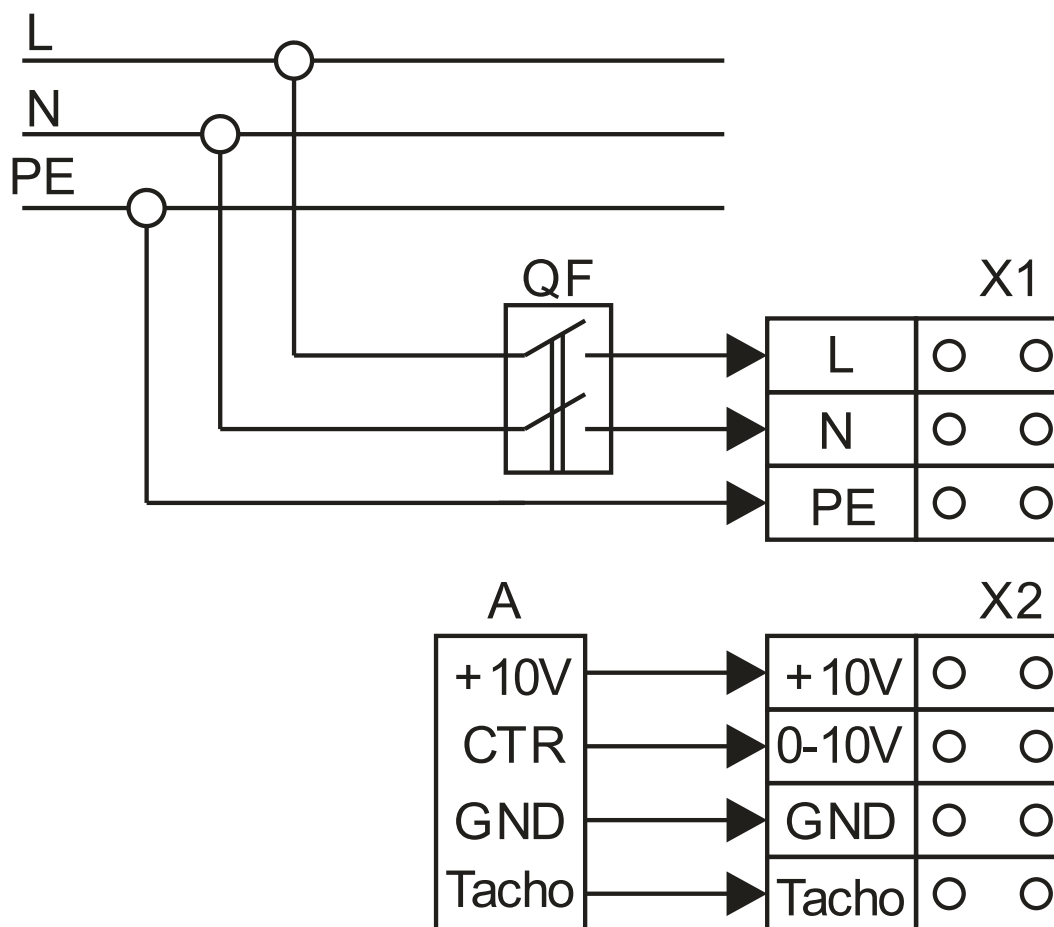 L
N
PE
QF
X1
L
N
PE
A
X2
+10V
+10V
CTR
0-10V
GND
GND
Tacho
Tacho